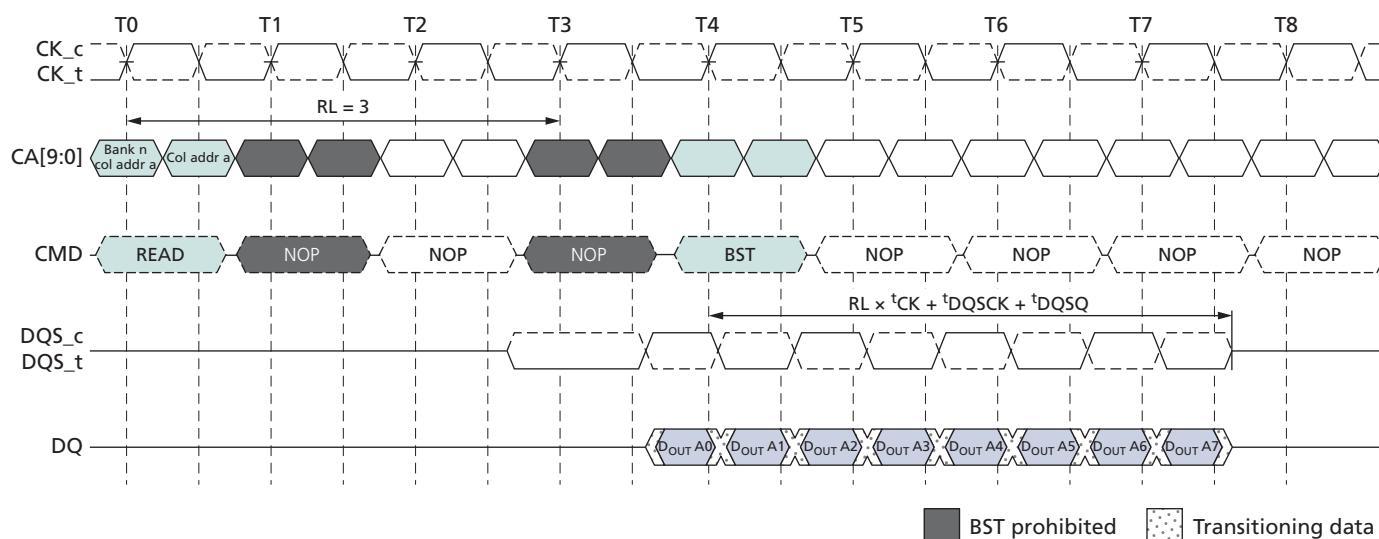 T0 T1 T2 T3 T4 T5 T6 T7 T8
CK_c
CK_t
RL = 3
CA[9:0]
Bank n
col addr a
Col addr a
CMD
READ NOP NOP NOP BST NOP NOP NOP NOP
RL × tCK + tDQSCK + tDQSQ
DQS_c
DQS_t
DQ
DOUT A0 DOUT A1 DOUT A2 DOUT A3 DOUT A4 DOUT A5 DOUT A6 DOUT A7
BST prohibited
Transitioning data